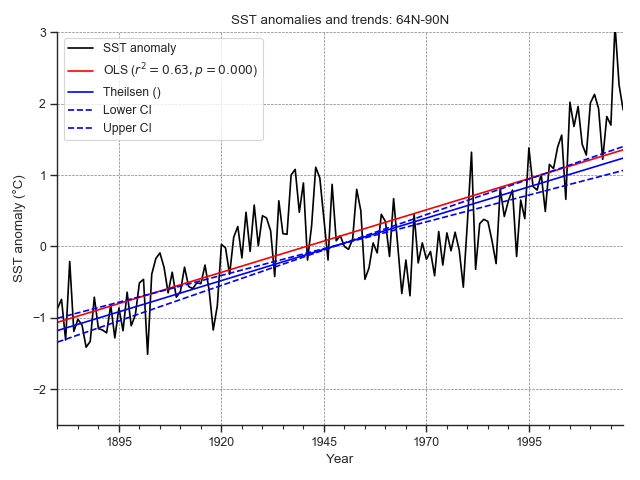 SST anomalies and trends: 64N-90N
SST anomaly
OLS (r² = 0.63, p = 0.000)
Theilsen ()
Lower CI
Upper CI
3
2
1
0
−1
−2
SST anomaly (°C)
1895
1920
1945
1970
1995
Year